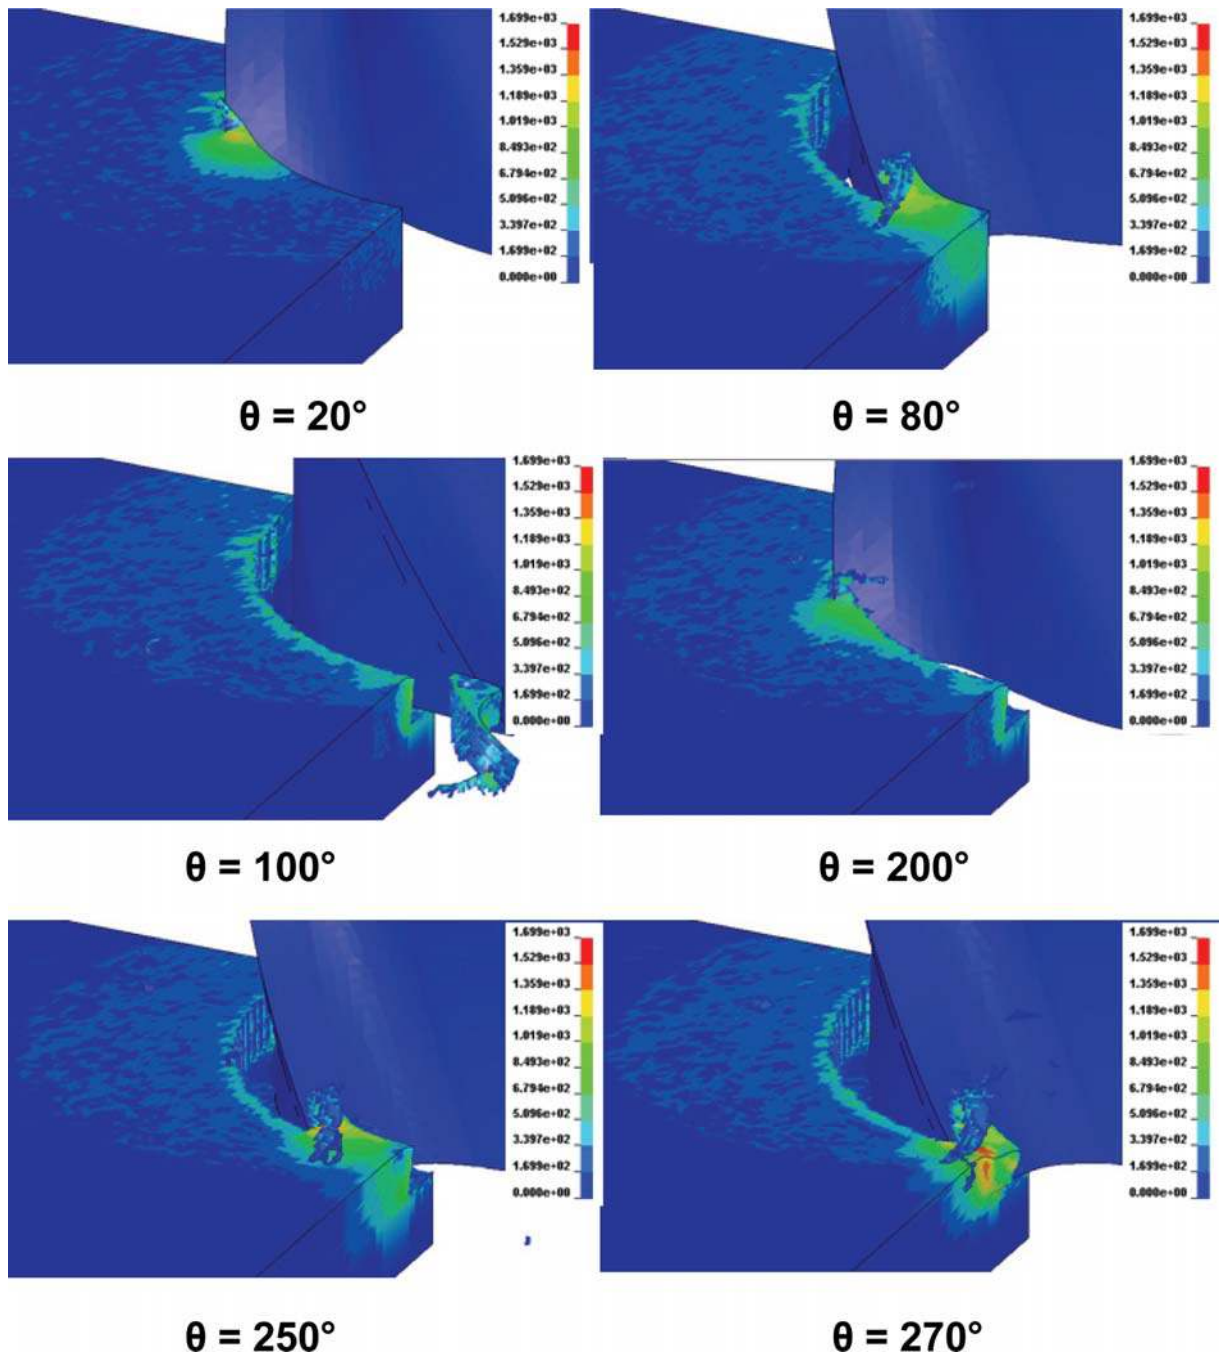 1.699e+03
1.529e+03
1.359e+03
1.189e+03
1.019e+03
8.493e+02
6.794e+02
5.096e+02
3.397e+02
1.699e+02
0.000e+00
1.699e+03
1.529e+03
1.359e+03
1.189e+03
1.019e+03
8.493e+02
6.794e+02
5.096e+02
3.397e+02
1.699e+02
0.000e+00
θ = 20°
θ = 80°
1.699e+03
1.529e+03
1.359e+03
1.189e+03
1.019e+03
8.493e+02
6.794e+02
5.096e+02
3.397e+02
1.699e+02
0.000e+00
1.699e+03
1.529e+03
1.359e+03
1.189e+03
1.019e+03
8.493e+02
6.794e+02
5.096e+02
3.397e+02
1.699e+02
0.000e+00
θ = 100°
θ = 200°
1.699e+03
1.529e+03
1.359e+03
1.189e+03
1.019e+03
8.493e+02
6.794e+02
5.096e+02
3.397e+02
1.699e+02
0.000e+00
1.699e+03
1.529e+03
1.359e+03
1.189e+03
1.019e+03
8.493e+02
6.794e+02
5.096e+02
3.397e+02
1.699e+02
0.000e+00
θ = 250°
θ = 270°